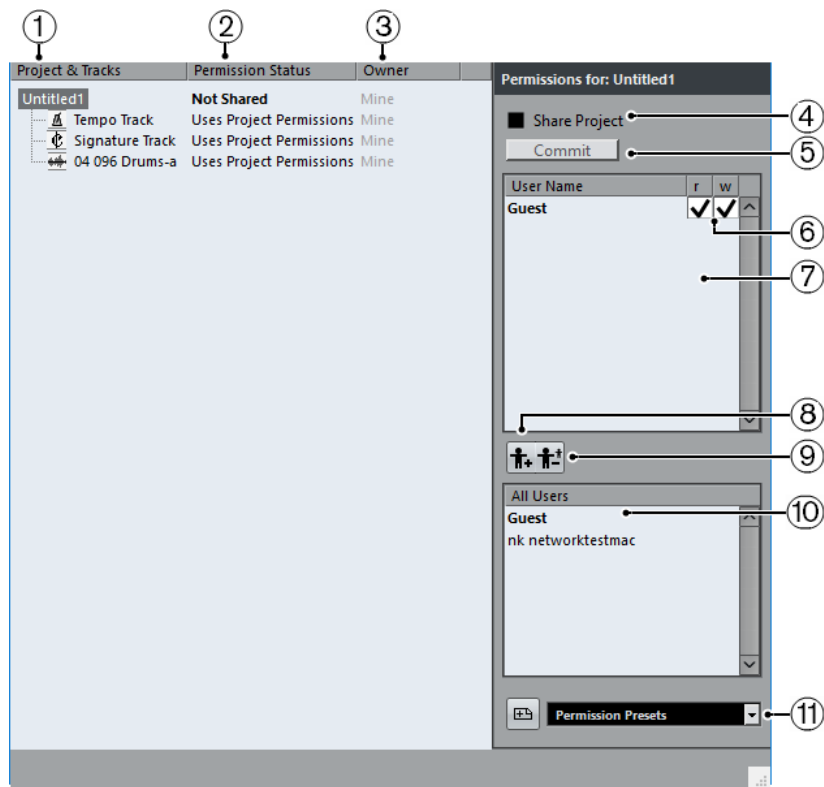 1 2 3
Project & Tracks Permission Status Owner
Untitled1 Not Shared Mine
Tempo Track Uses Project Permissions Mine
Signature Track Uses Project Permissions Mine
04 096 Drums-a Uses Project Permissions Mine
Permissions for: Untitled1
Share Project 4
Commit 5
User Name r w
Guest
6
7
8
9
All Users
Guest 10
nk networktestmac
Permission Presets 11